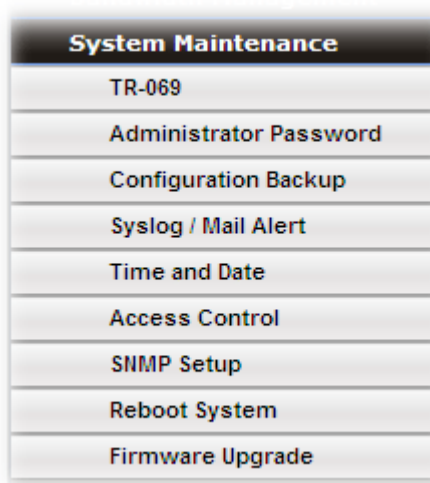 System Maintenance
TR-069
Administrator Password
Configuration Backup
Syslog / Mail Alert
Time and Date
Access Control
SNMP Setup
Reboot System
Firmware Upgrade